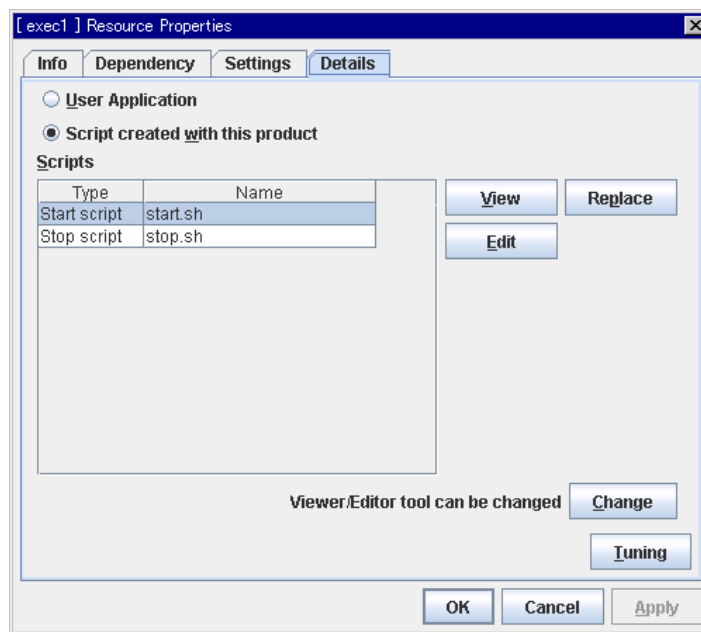 [ exec1 ] Resource Properties
Info Dependency Settings Details
User Application
Script created with this product
Scripts
Type Name
Start script start.sh
Stop script stop.sh
View Replace
Edit
Viewer/Editor tool can be changed Change
Tuning
OK Cancel Apply